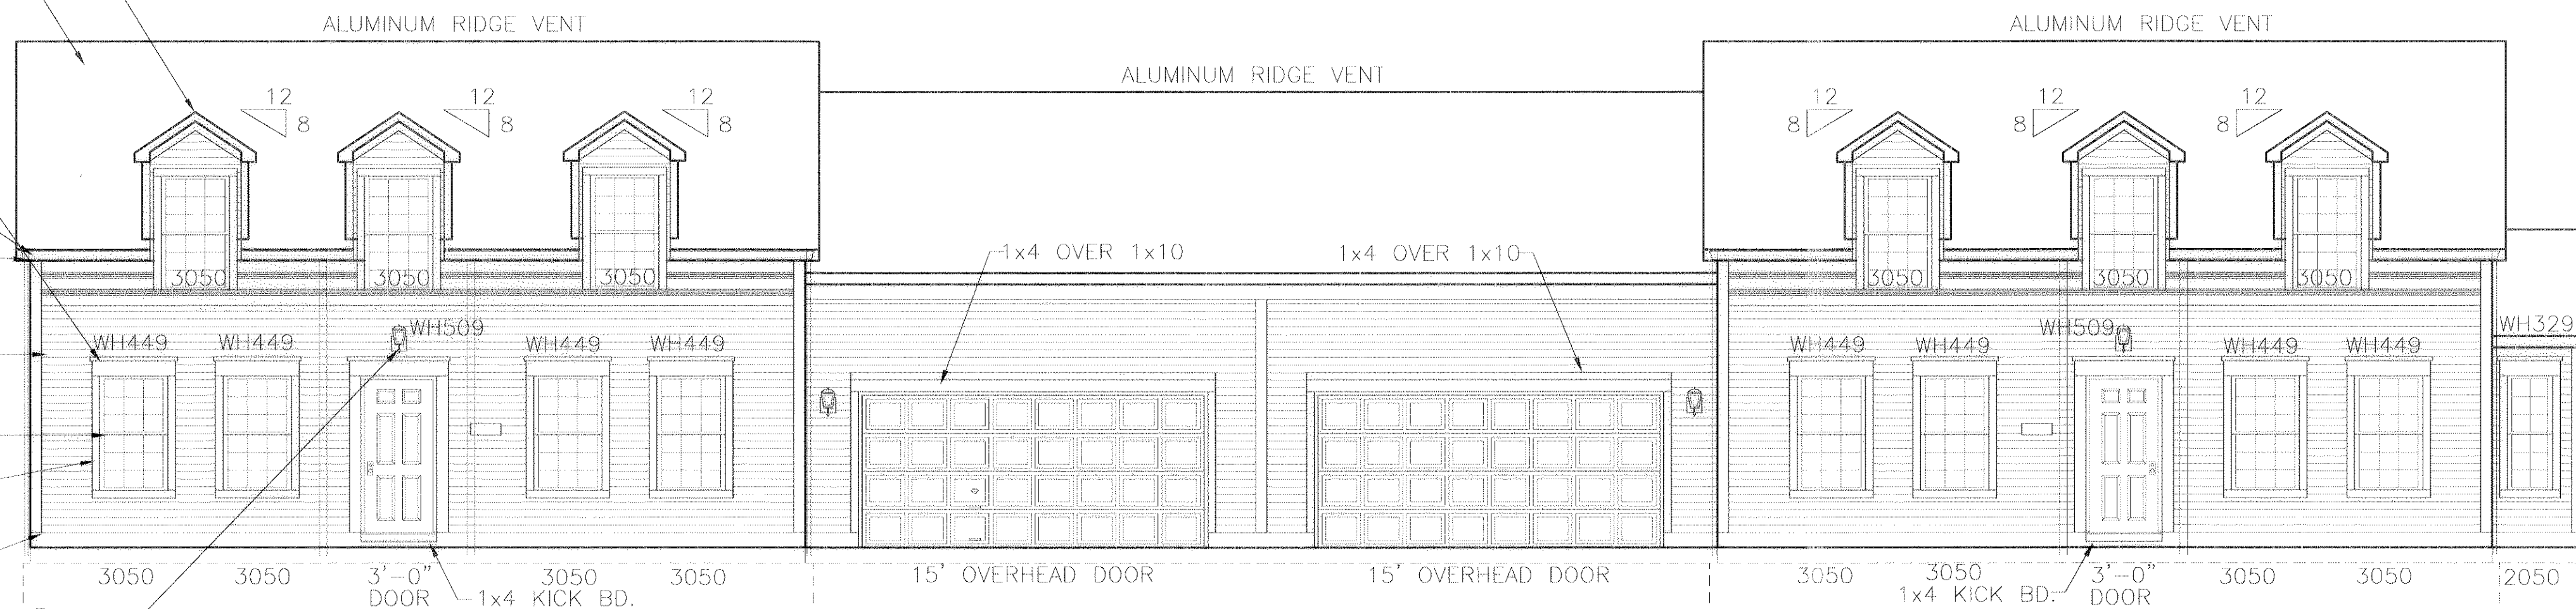 ALUMINUM RIDGE VENT
ALUMINUM RIDGE VENT
ALUMINUM RIDGE VENT
12
8
12
8
12
8
12
8
12
8
12
8
1x4 OVER 1x10
1x4 OVER 1x10
3050
3050
3050
3050
3050
3050
WH449
WH449
WH509
WH449
WH449
WH449
WH449
WH509
WH449
WH449
WH329
3050
3050
3'-0"
DOOR
1x4 KICK BD.
3050
3050
15' OVERHEAD DOOR
15' OVERHEAD DOOR
3050
3050
1x4 KICK BD.
3'-0"
DOOR
3050
3050
2050